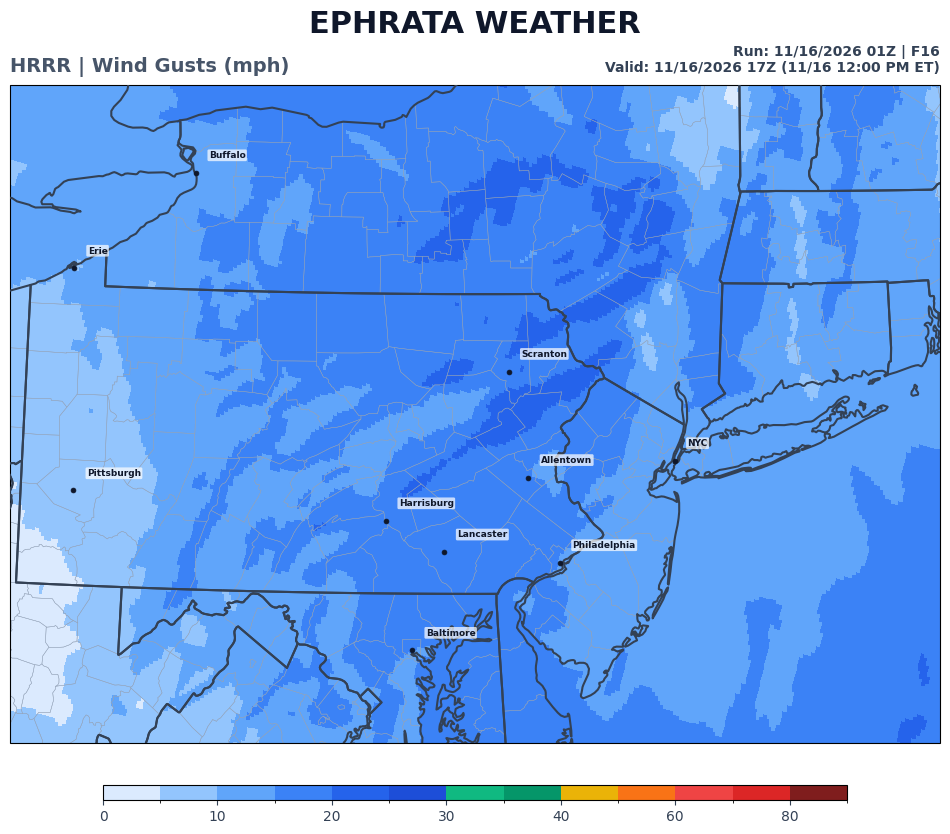 EPHRATA WEATHER
HRRR | Wind Gusts (mph)
Run: 11/16/2026 01Z | F16
Valid: 11/16/2026 17Z (11/16 12:00 PM ET)
Buffalo
Erie
Scranton
NYC
Allentown
Pittsburgh
Harrisburg
Lancaster
Philadelphia
Baltimore
0 10 20 30 40 50 60 70 80